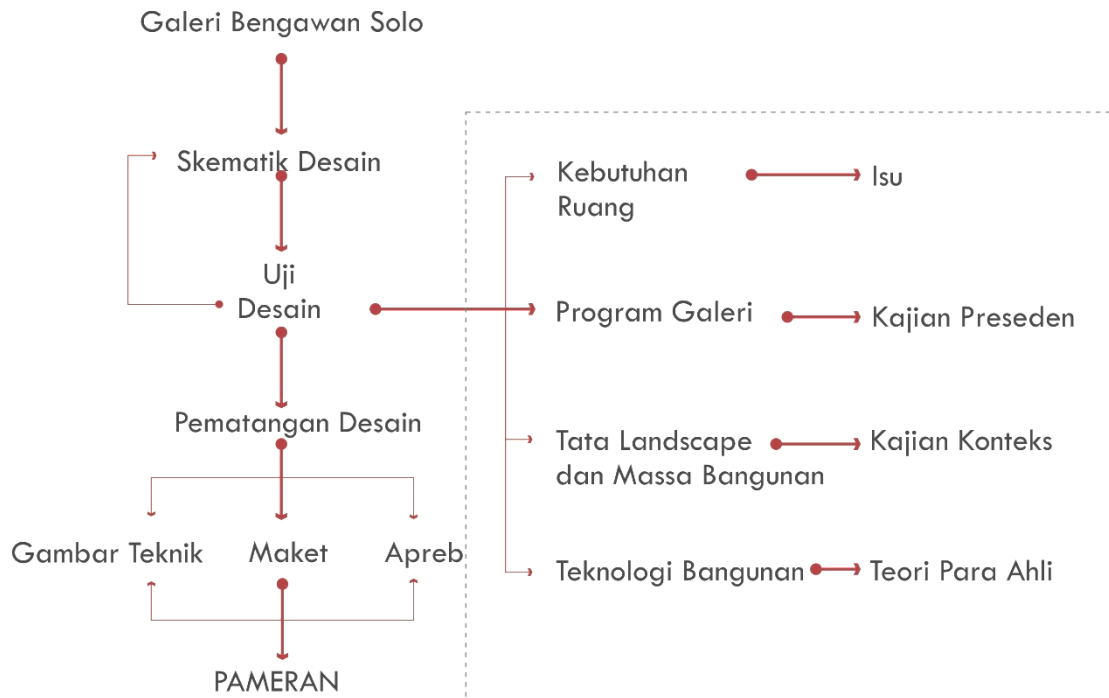 Galeri Bengawan Solo
Skematik Desain
Uji
Desain
Pematangan Desain
Gambar Teknik
Maket
Apreb
PAMERAN
Kebutuhan
Ruang
Isu
Program Galeri
Kajian Preseden
Tata Landscape
dan Massa Bangunan
Kajian Konteks
Teknologi Bangunan
Teori Para Ahli